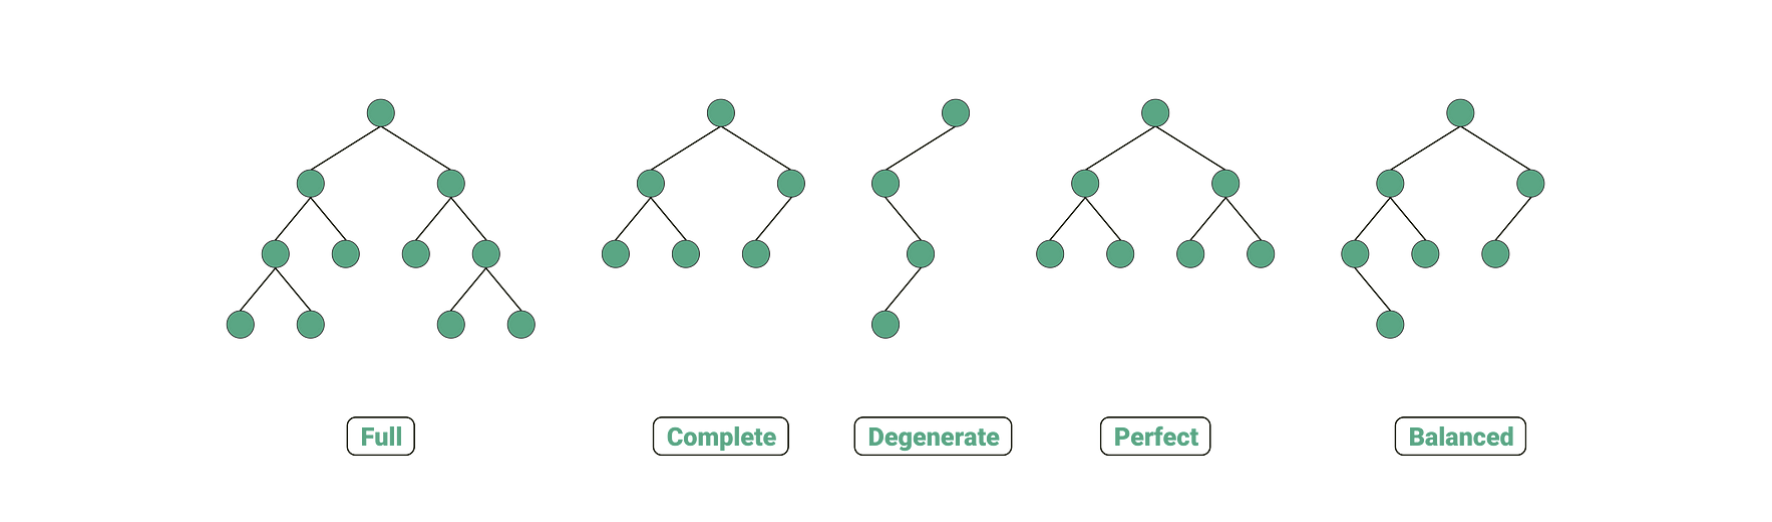 Full
Complete
Degenerate
Perfect
Balanced